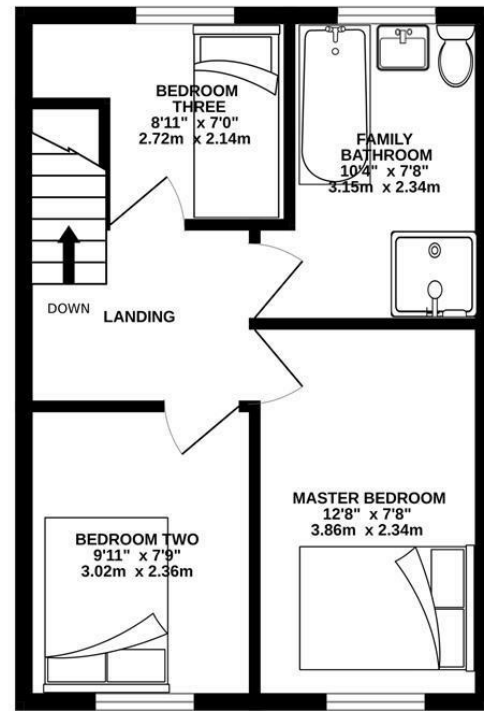 BEDROOM
THREE
8'11" x 7'0"
2.72m x 2.14m
FAMILY
BATHROOM
10'4" x 7'8"
3.15m x 2.34m
DOWN
LANDING
BEDROOM TWO
9'11" x 7'9"
3.02m x 2.36m
MASTER BEDROOM
12'8" x 7'8"
3.86m x 2.34m